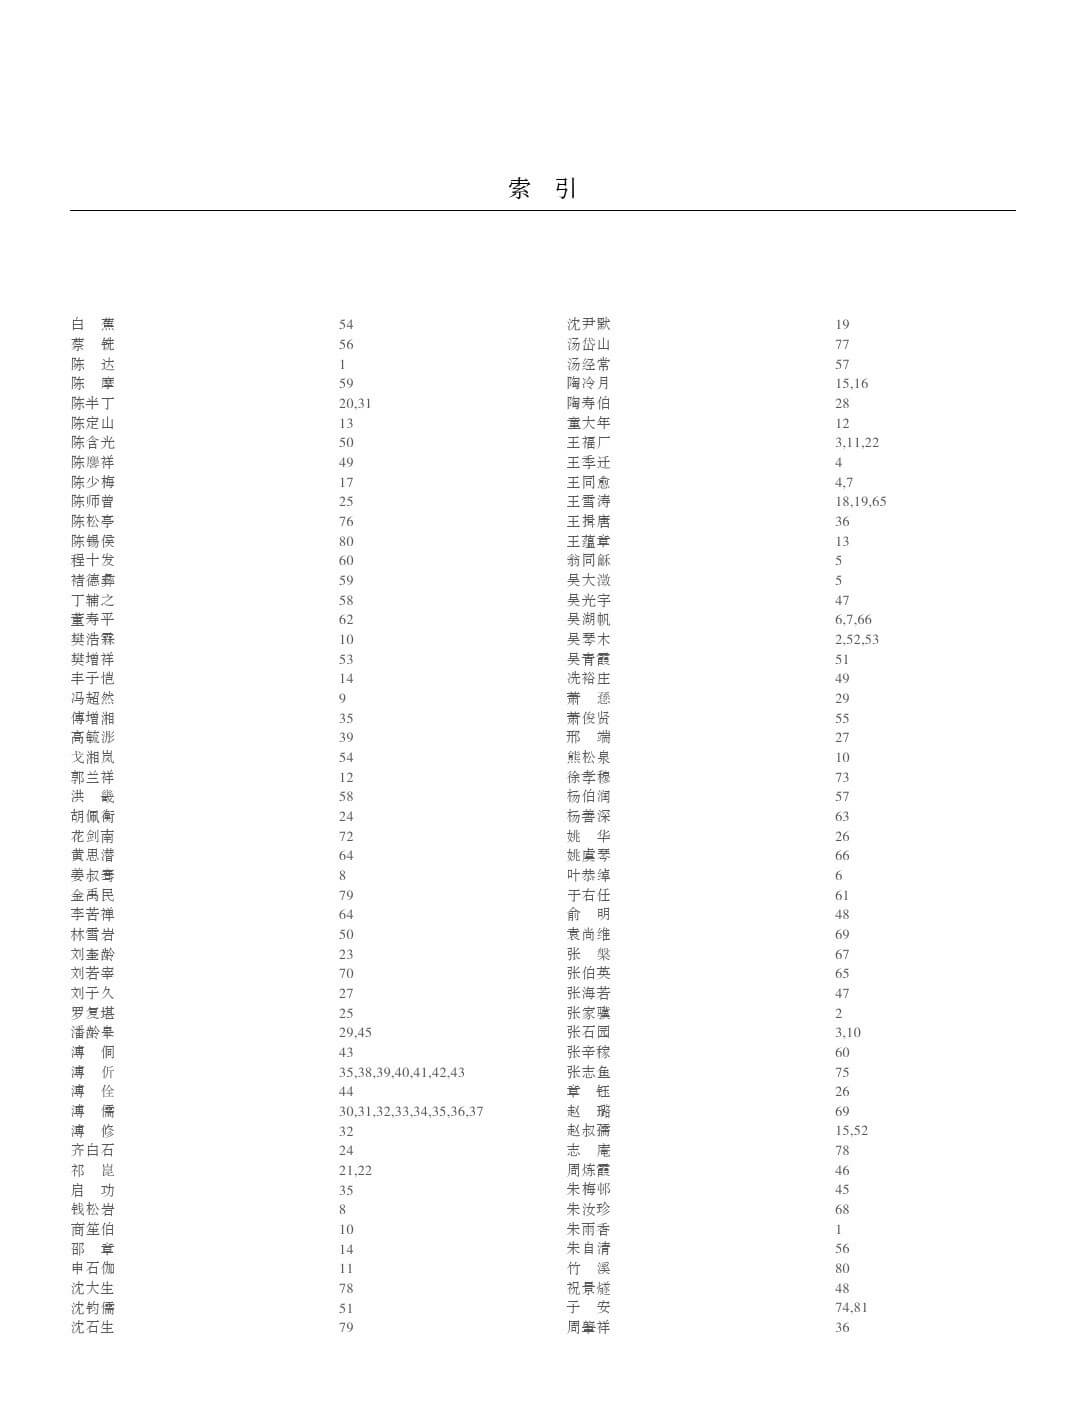 索 引
白 蕉 54
蔡 铣 56
陈 达 1
陈 摩 59
陈半丁 20,31
陈定山 13
陈含光 50
陈廖祥 49
陈少梅 17
陈师曾 25
陈松亭 76
陈锡侯 80
程十发 60
褚德彝 59
丁辅之 58
董寿平 62
樊浩霖 10
樊增祥 53
丰子恺 14
冯超然 9
傅增湘 35
高毓浵 39
戈湘岚 54
郭兰祥 12
洪 毅 58
胡佩衡 24
花剑南 72
黄思潜 64
姜叔骞 8
金禹民 79
李苦禅 64
林雪岩 50
刘奎龄 23
刘若宰 70
刘子久 27
罗复堪 25
潘龄皋 29,45
溥 侗 43
溥 伒 35,38,39,40,41,42,43
溥 佺 44
溥 儒 30,31,32,33,34,35,36,37
溥 修 32
齐白石 24
祁 崑 21,22
启 功 35
钱松岩 8
商笙伯 10
邵 章 14
申石伽 11
沈大生 78
沈钧儒 51
沈石生 79
沈尹默 19
汤岱山 77
汤经常 57
陶冷月 15,16
陶寿伯 28
童大年 12
王福厂 3,11,22
王季迁 4
王同愈 4,7
王雪涛 18,19,65
王揖唐 36
王蕴章 13
翁同龢 5
吴大澂 5
吴光宇 47
吴湖帆 6,7,66
吴琴木 2,52,53
吴青霞 51
冼裕庄 49
萧 愻 29
萧俊贤 55
邢 端 27
熊松泉 10
徐孝穆 73
杨伯润 57
杨善深 63
姚 华 26
姚虞琴 66
叶恭绰 6
于右任 61
俞 明 48
袁尚维 69
张 槃 67
张伯英 65
张海若 47
张家骥 2
张石园 3,10
张辛稼 60
张志鱼 75
章 钰 26
赵 璐 69
赵叔孺 15,52
志 庵 78
周炼霞 46
朱梅邨 45
朱汝珍 68
朱雨香 1
朱自清 56
竹 溪 80
祝景燧 48
子 安 74,81
周肇祥 36